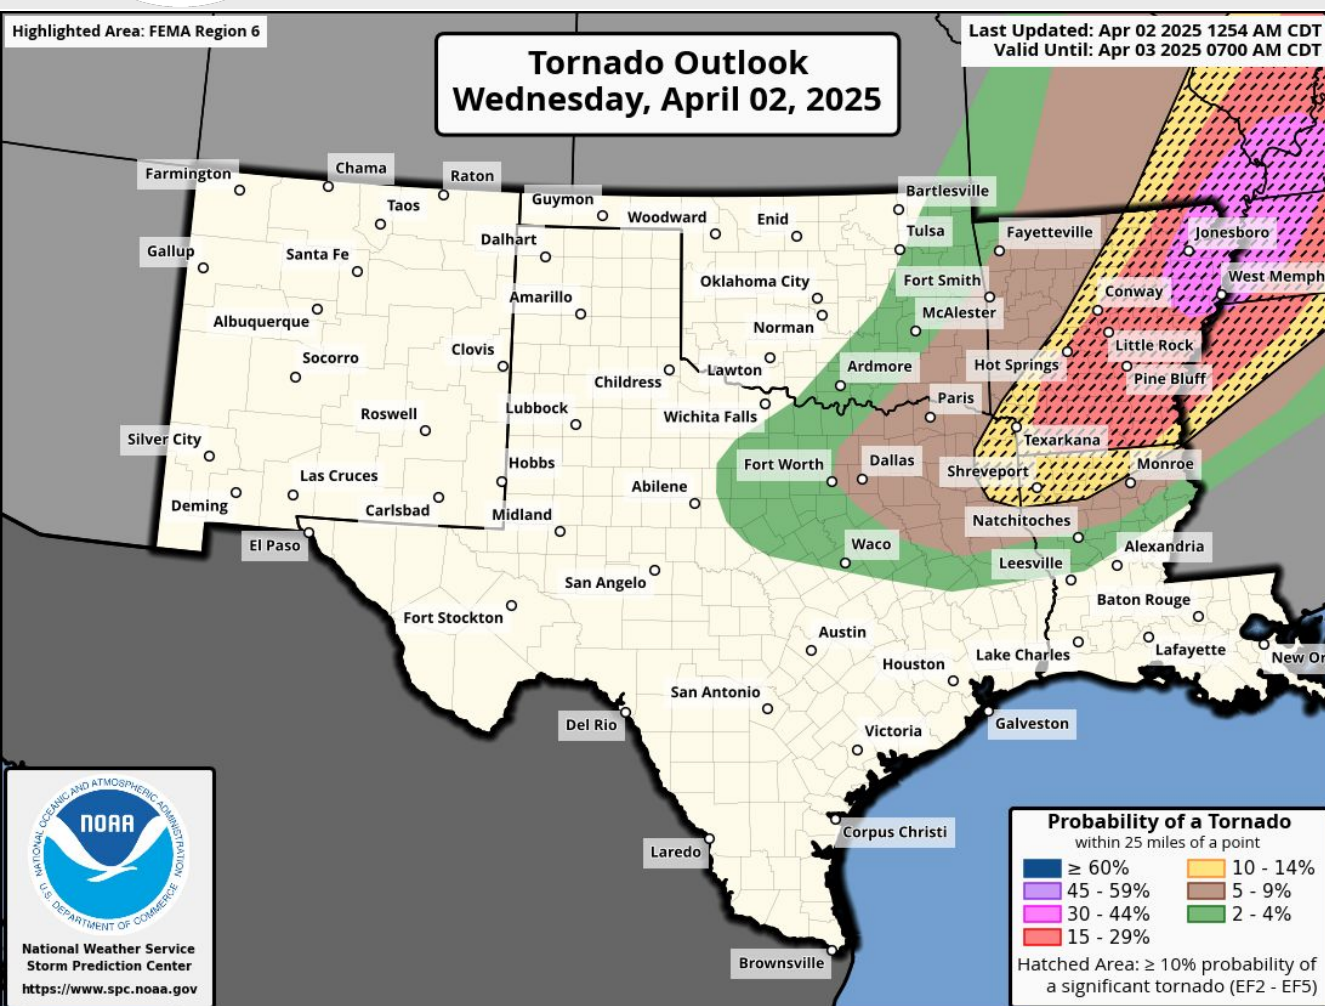 Highlighted Area: FEMA Region 6
Last Updated: Apr 02 2025 1254 AM CDT
Valid Until: Apr 03 2025 0700 AM CDT
Tornado Outlook
Wednesday, April 02, 2025
Farmington
Chama
Raton
Taos
Guymon
Woodward
Enid
Bartlesville
Tulsa
Fayetteville
Jonesboro
Gallup
Santa Fe
Dalhart
Oklahoma City
Fort Smith
Conway
West Memph
Albuquerque
Amarillo
Norman
McAlester
Little Rock
Socorro
Clovis
Childress
Lawton
Ardmore
Hot Springs
Pine Bluff
Roswell
Lubbock
Wichita Falls
Paris
Texarkana
Silver City
Las Cruces
Hobbs
Fort Worth
Dallas
Shreveport
Monroe
Deming
Carlsbad
Midland
Abilene
Natchitoches
El Paso
San Angelo
Waco
Leesville
Alexandria
Fort Stockton
Austin
Baton Rouge
Houston
Lake Charles
Lafayette
New Or
San Antonio
Del Rio
Victoria
Galveston
Corpus Christi
Laredo
Brownsville
NATIONAL OCEANIC AND ATMOSPHERIC ADMINISTRATION
NOAA
U.S. DEPARTMENT OF COMMERCE
National Weather Service
Storm Prediction Center
https://www.spc.noaa.gov
Probability of a Tornado
within 25 miles of a point
≥ 60%
10 - 14%
45 - 59%
5 - 9%
30 - 44%
2 - 4%
15 - 29%
Hatched Area: ≥ 10% probability of
a significant tornado (EF2 - EF5)